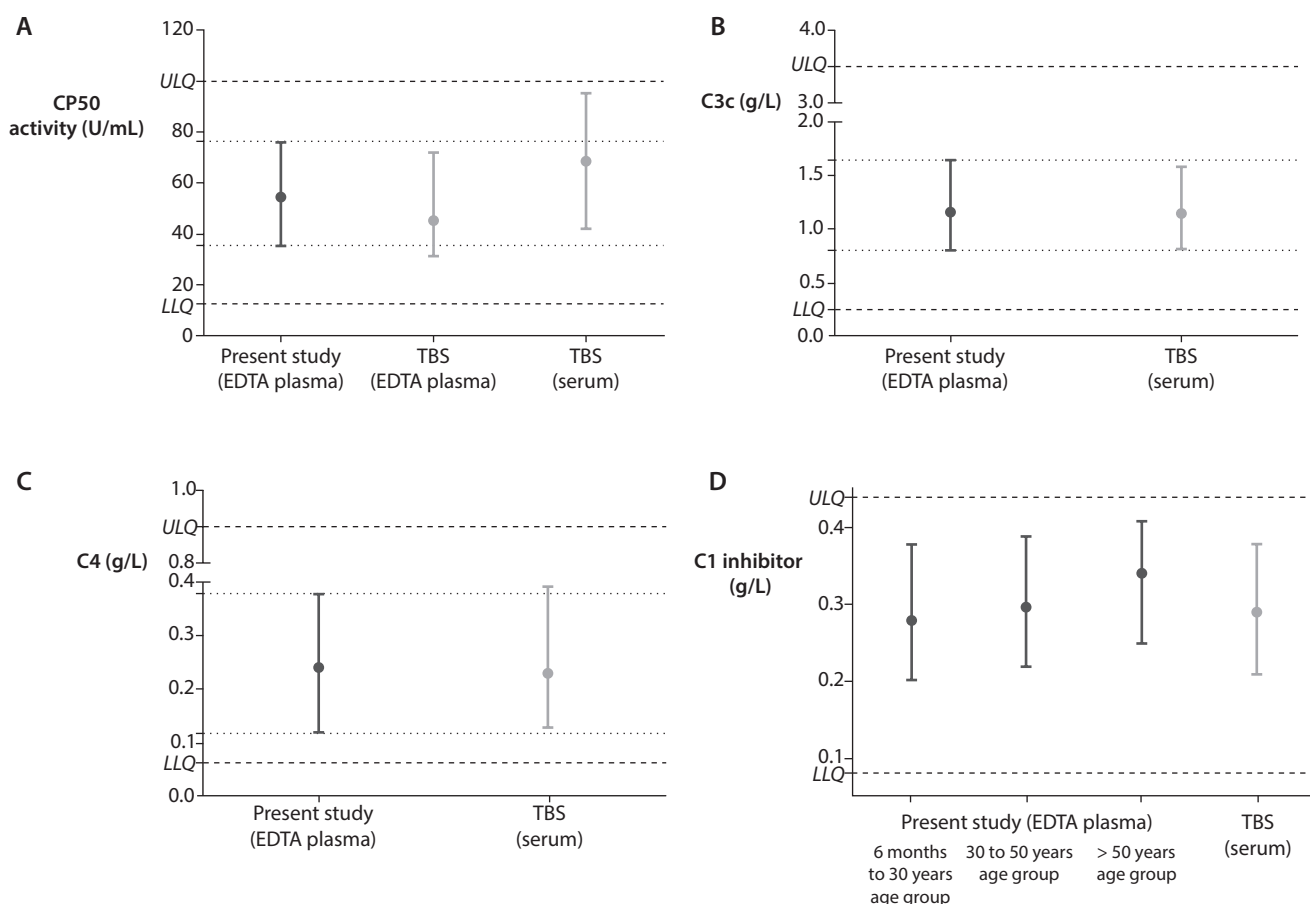 A
120
ULQ
CP50
activity (U/mL)
80
60
40
20
LLQ
0
Present study
(EDTA plasma)
TBS
(EDTA plasma)
TBS
(serum)
B
4.0
ULQ
C3c (g/L)
3.0
2.0
1.5
1.0
0.5
LLQ
0.0
Present study
(EDTA plasma)
TBS
(serum)
C
1.0
ULQ
C4 (g/L)
0.8
0.4
0.3
0.2
0.1
LLQ
0.0
Present study
(EDTA plasma)
TBS
(serum)
D
ULQ
0.4
C1 inhibitor
(g/L)
0.3
0.2
0.1
LLQ
Present study (EDTA plasma)
6 months
to 30 years
age group
30 to 50 years
age group
> 50 years
age group
TBS
(serum)